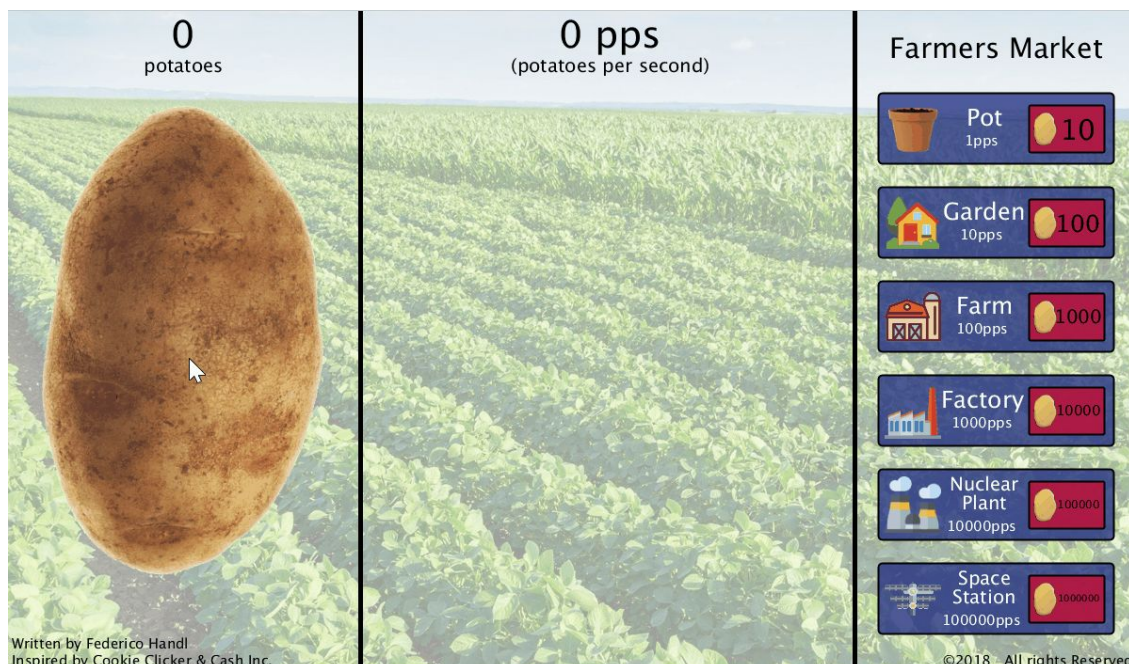 0
potatoes
0 pps
(potatoes per second)
Farmers Market
Pot
1pps
10
Garden
10pps
100
Farm
100pps
1000
Factory
1000pps
10000
Nuclear
Plant
10000pps
100000
Space
Station
100000pps
1000000
Written by Federico Handl
Inspired by Cookie Clicker & Cash Inc.
©2018 All rights Reserved